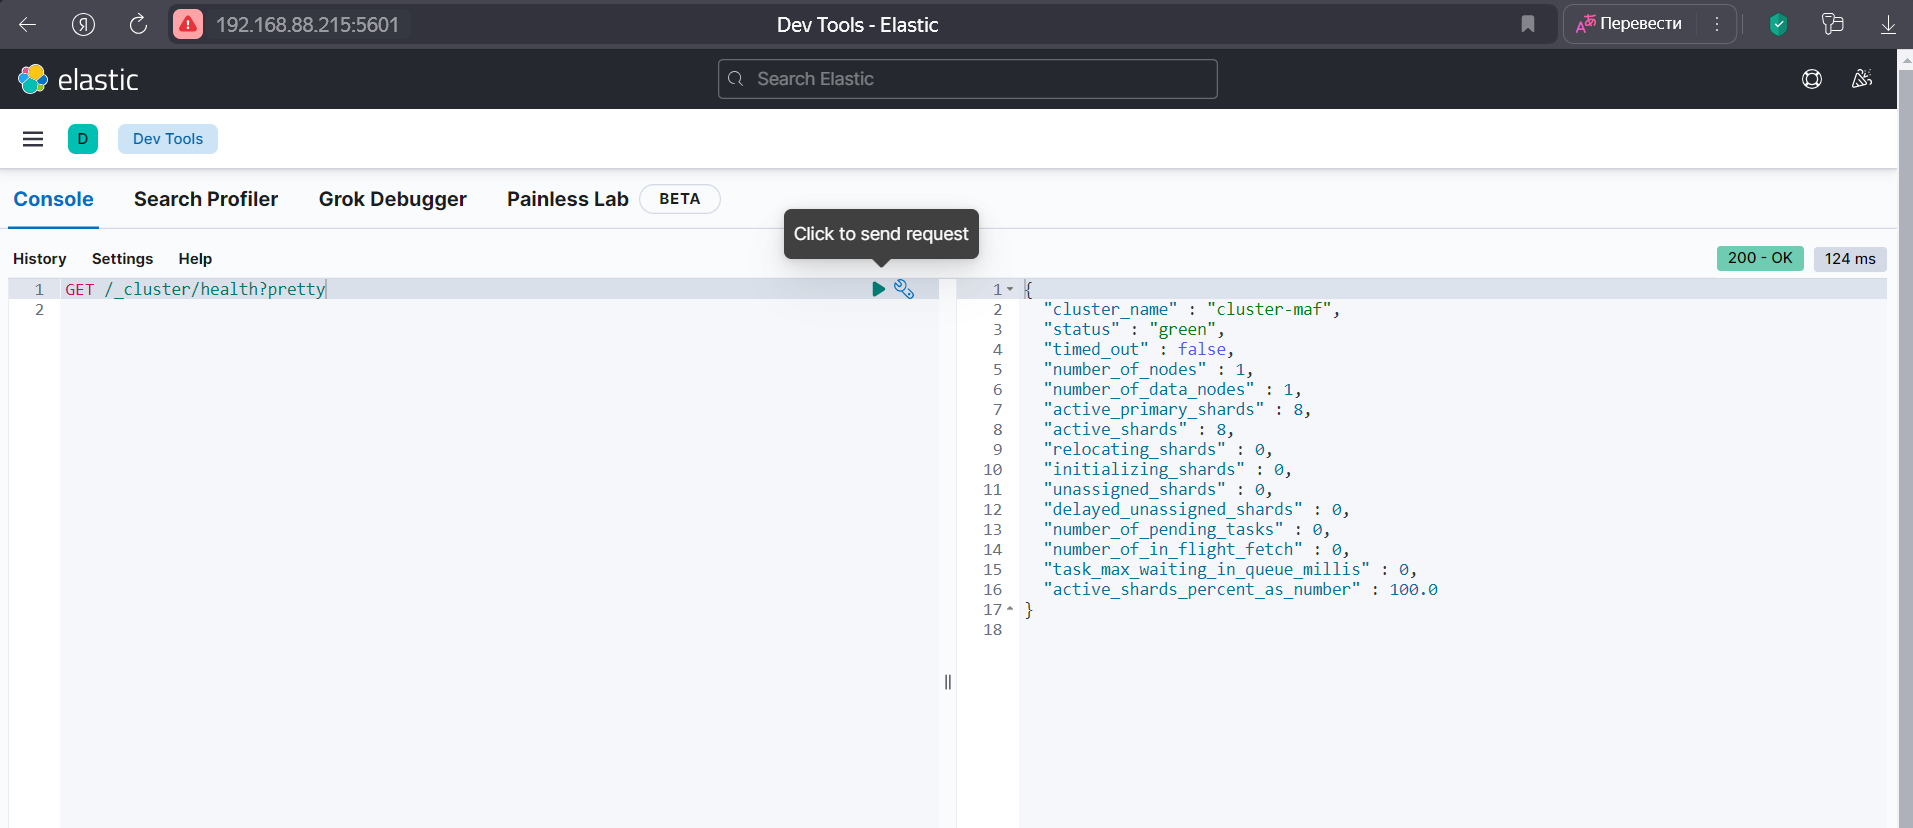 192.168.88.215:5601
Dev Tools - Elastic
Перевести
elastic
Search Elastic
D
Dev Tools
Console
Search Profiler
Grok Debugger
Painless Lab
BETA
Click to send request
History
Settings
Help
200 - OK
124 ms
1 GET /_cluster/health?pretty
2
1 {
2 "cluster_name" : "cluster-maf",
3 "status" : "green",
4 "timed_out" : false,
5 "number_of_nodes" : 1,
6 "number_of_data_nodes" : 1,
7 "active_primary_shards" : 8,
8 "active_shards" : 8,
9 "relocating_shards" : 0,
10 "initializing_shards" : 0,
11 "unassigned_shards" : 0,
12 "delayed_unassigned_shards" : 0,
13 "number_of_pending_tasks" : 0,
14 "number_of_in_flight_fetch" : 0,
15 "task_max_waiting_in_queue_millis" : 0,
16 "active_shards_percent_as_number" : 100.0
17 }
18